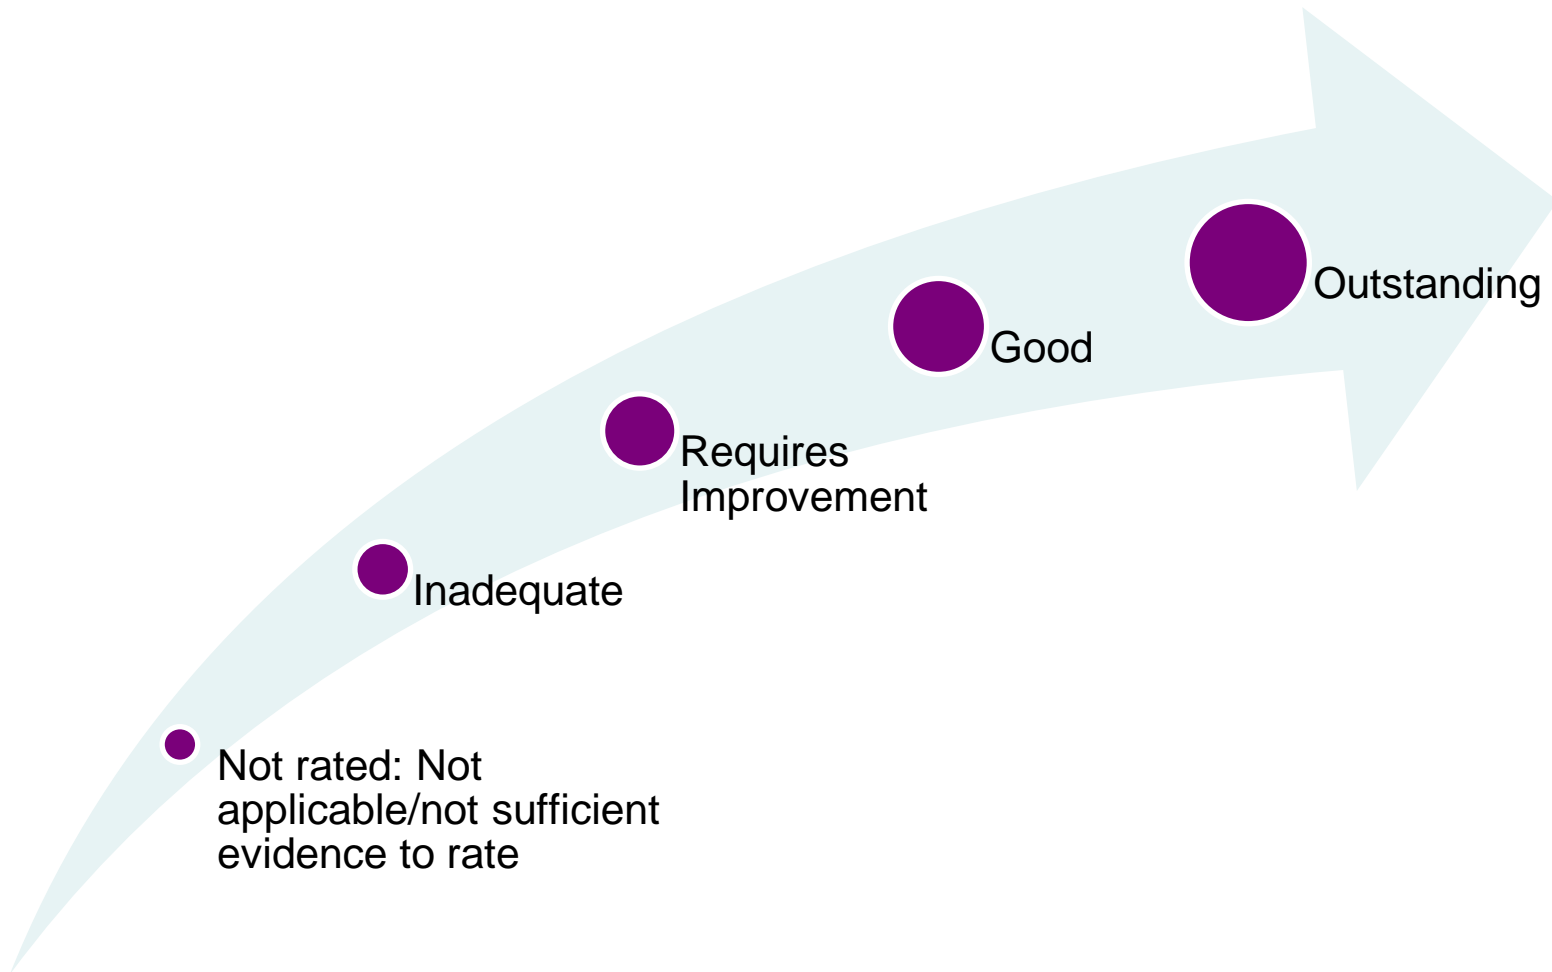 Outstanding
Good
Requires
Improvement
Inadequate
Not rated: Not
applicable/not sufficient
evidence to rate